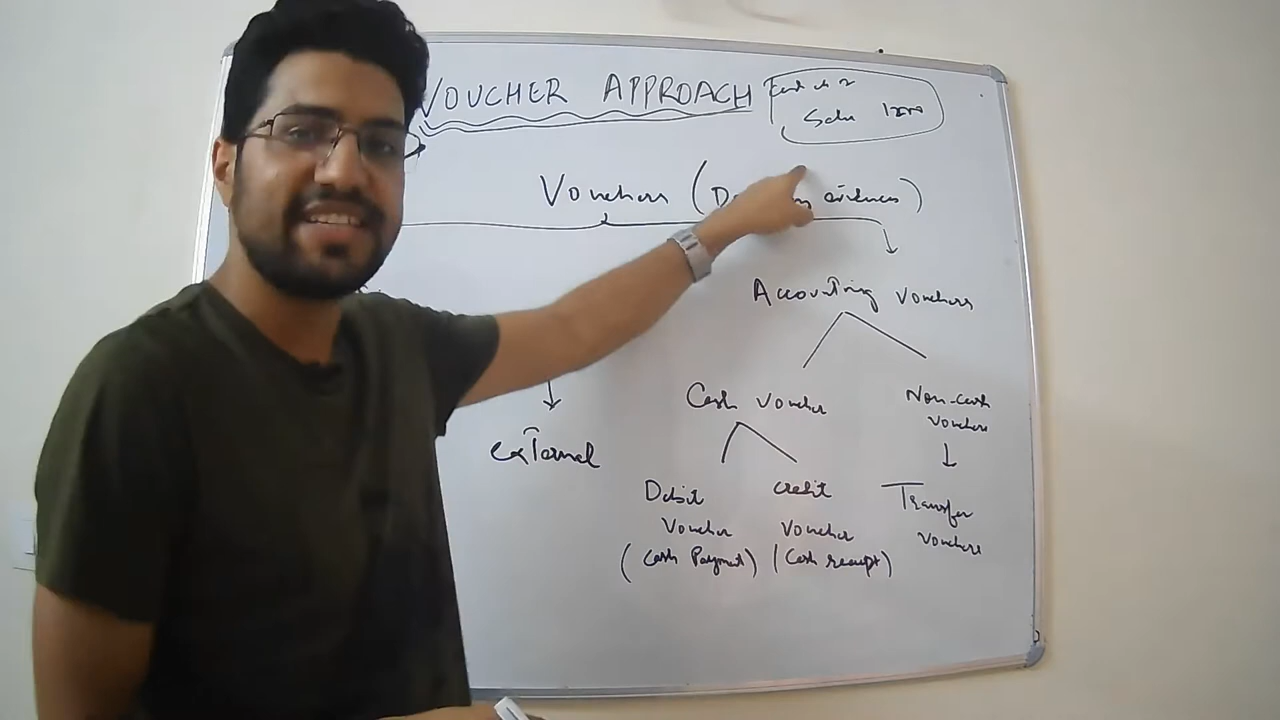 VOUCHER APPROACH
Vouchers (
Accounting Vouchers
Cash Voucher
Non-cash
Vouchers
external
Debit
Voucher
(Cash Payment)
Credit
Voucher
(Cash receipt)
Transfer
Vouchers